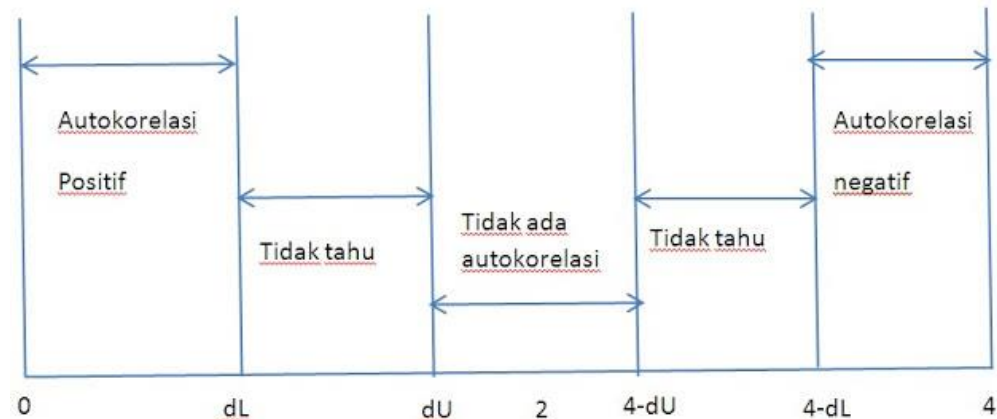 Autokorelasi
Positif
Tidak tahu
Tidak ada
autokorelasi
Tidak tahu
Autokorelasi
negatif
0 dL dU 2 4-dU 4-dL 4